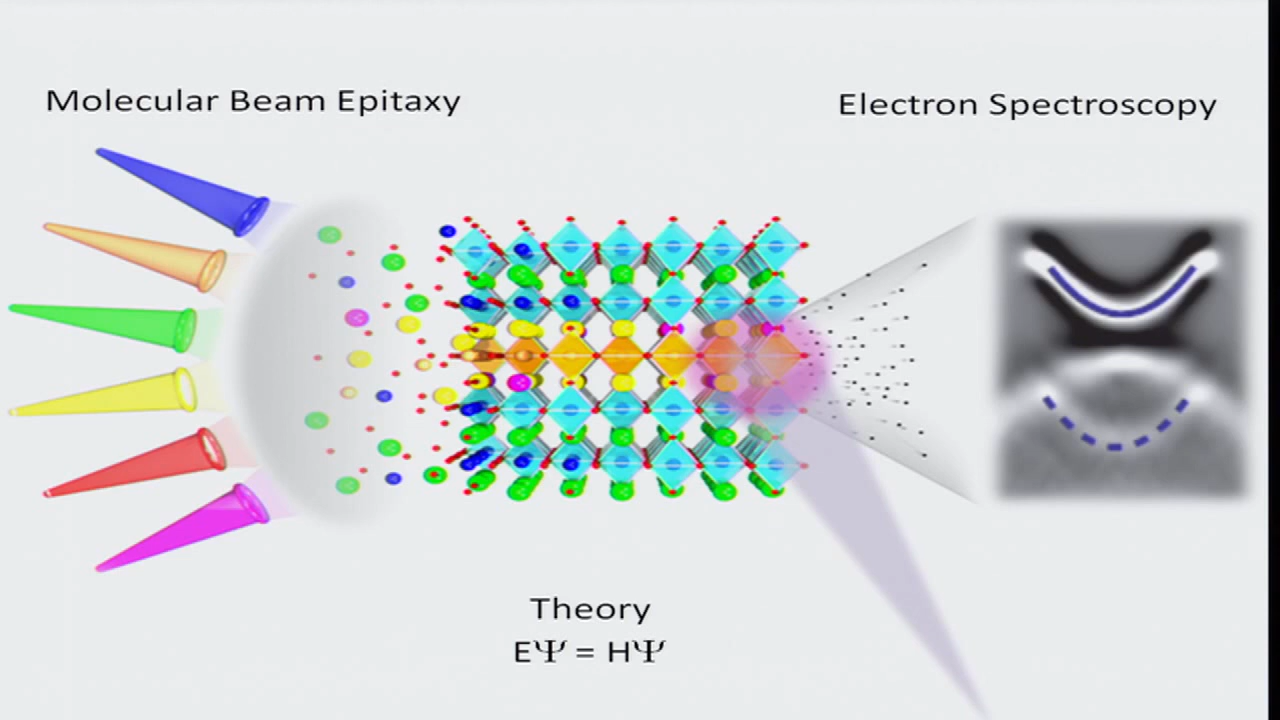 Molecular Beam Epitaxy
Electron Spectroscopy
Theory
EΨ = HΨ